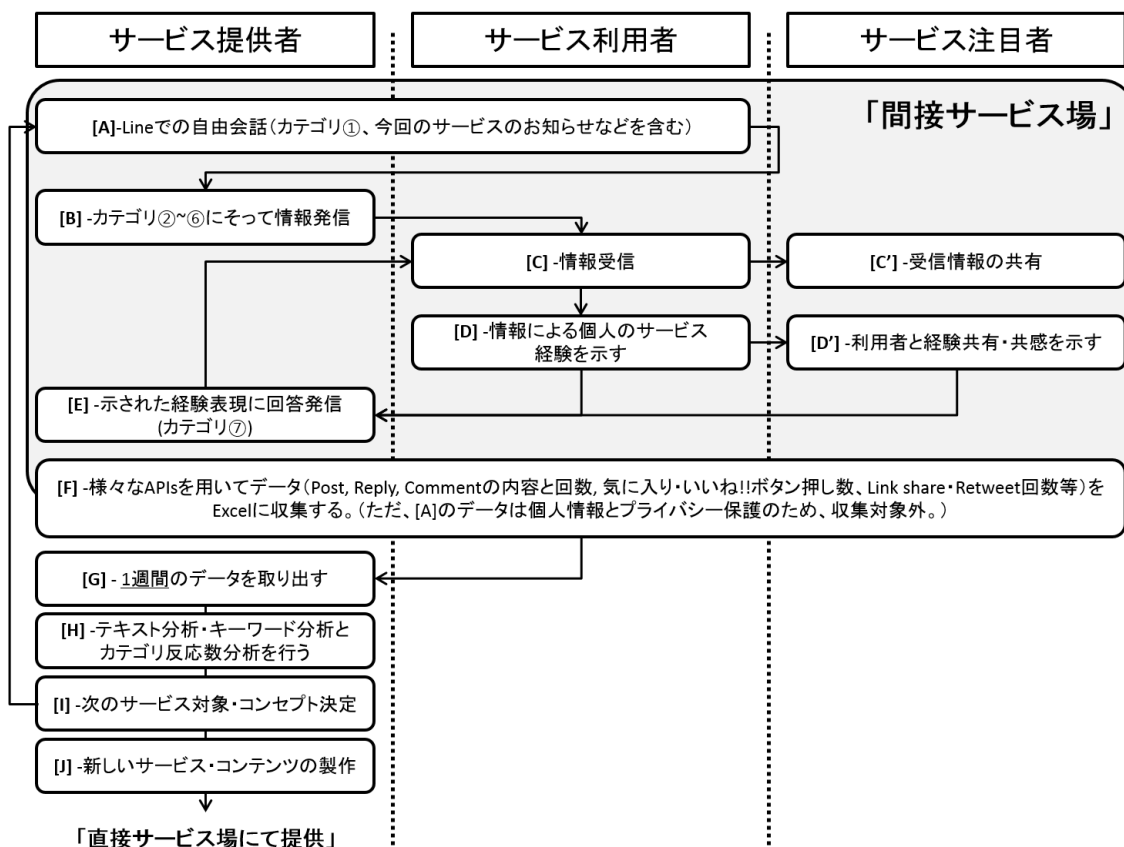 サービス提供者
サービス利用者
サービス注目者
「間接サービス場」
[A]-Lineでの自由会話（カテゴリ①、今回のサービスのお知らせなどを含む）
[B] -カテゴリ②~⑥にそって情報発信
[C] -情報受信
[C’] -受信情報の共有
[D] -情報による個人のサービス
経験を示す
[D’] -利用者と経験共有・共感を示す
[E] -示された経験表現に回答発信
(カテゴリ⑦)
[F] -様々なAPIsを用いてデータ（Post, Reply, Commentの内容と回数, 気に入り・いいね!!ボタン押し数、Link share・Retweet回数等）を
Excelに収集する。（ただ、[A]のデータは個人情報とプライバシー保護のため、収集対象外。）
[G] - 1週間のデータを取り出す
[H] -テキスト分析・キーワード分析と
カテゴリ反応数分析を行う
[I] -次のサービス対象・コンセプト決定
[J] -新しいサービス・コンテンツの製作
「直接サービス場にて提供」